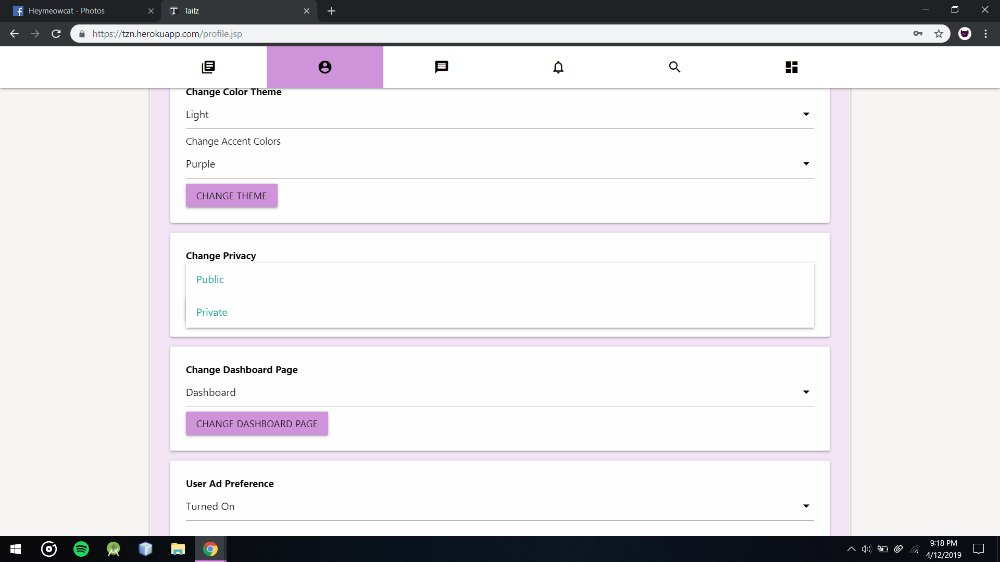 Heymeowcat - Photos
Tailz
https://tzn.herokuapp.com/profile.jsp
Change Color Theme
Light
Change Accent Colors
Purple
CHANGE THEME
Change Privacy
Public
Private
Change Dashboard Page
Dashboard
CHANGE DASHBOARD PAGE
User Ad Preference
Turned On
9:18 PM
4/12/2019